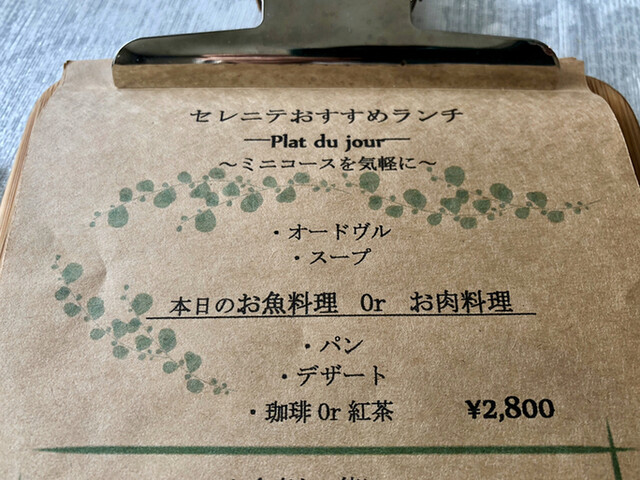 セレニテおすすめランチ
Plat du jour
～ミニコースを気軽に～
・オードヴル
・スープ
本日のお魚料理 Or お肉料理
・パン
・デザート
・珈琲 Or 紅茶 ¥2,800